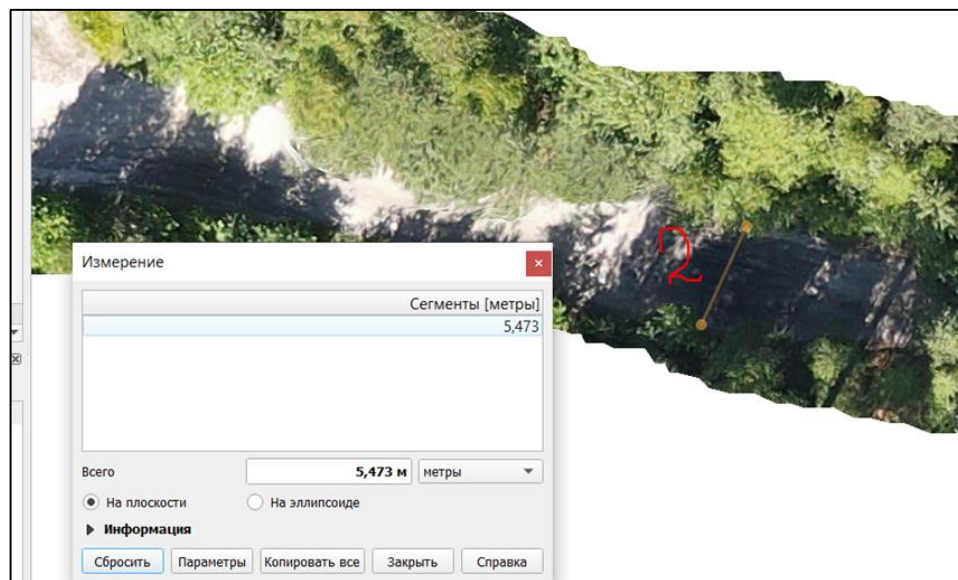 Измерение
Сегменты [метры]
5,473
2
Всего
5,473 м
метры
На плоскости
На эллипсоиде
Информация
Сбросить
Параметры
Копировать все
Закрыть
Справка